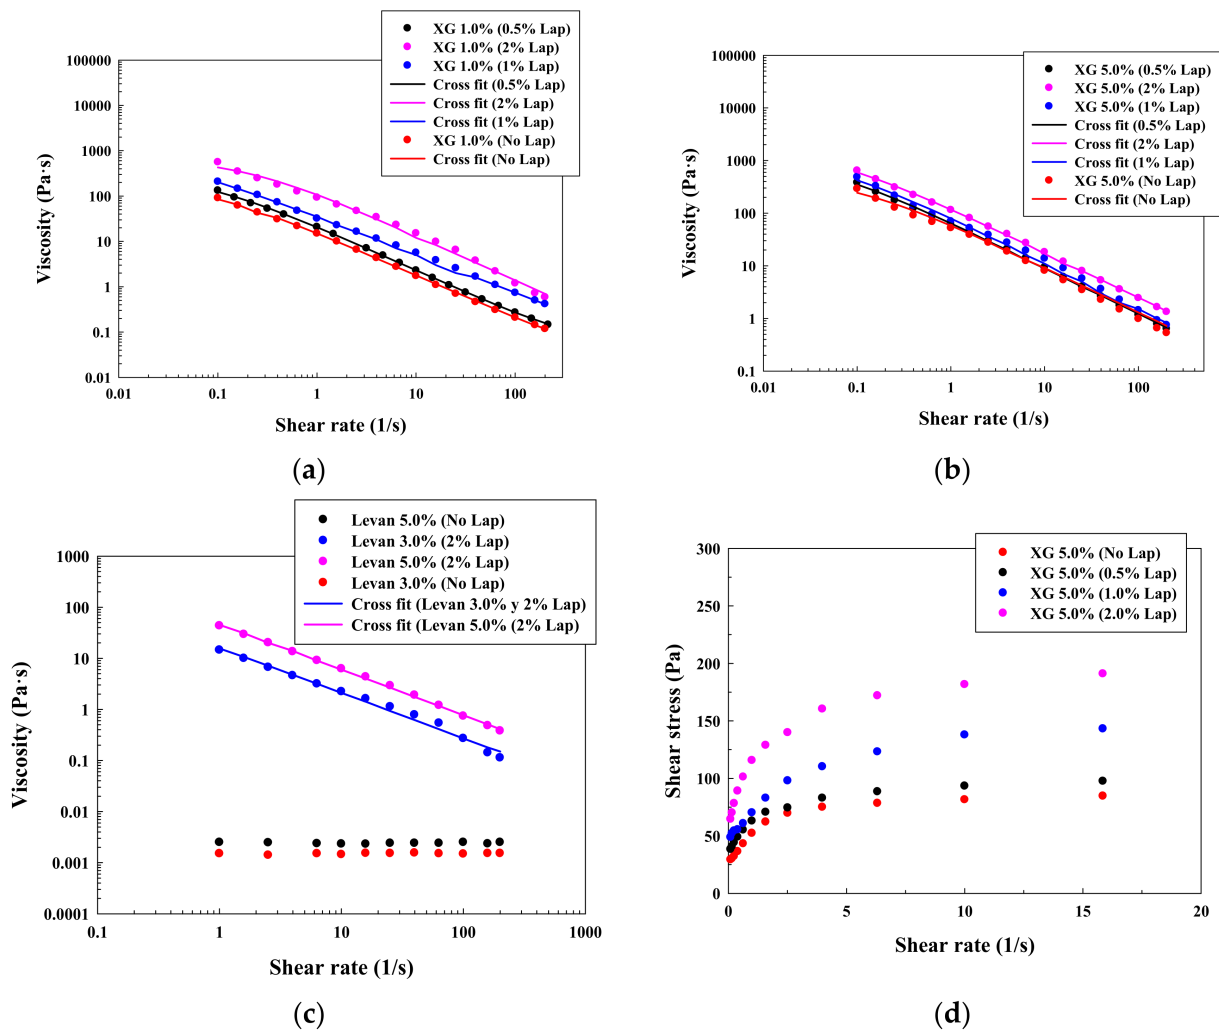 XG 1.0% (0.5% Lap)
XG 1.0% (2% Lap)
XG 1.0% (1% Lap)
Cross fit (0.5% Lap)
Cross fit (2% Lap)
Cross fit (1% Lap)
XG 1.0% (No Lap)
Cross fit (No Lap)
100000
10000
1000
100
10
1
0.1
0.01
Viscosity (Pa·s)
0.01
0.1
1
10
100
Shear rate (1/s)
(a)
XG 5.0% (0.5% Lap)
XG 5.0% (2% Lap)
XG 5.0% (1% Lap)
Cross fit (0.5% Lap)
Cross fit (2% Lap)
Cross fit (1% Lap)
XG 5.0% (No Lap)
Cross fit (No Lap)
100000
10000
1000
100
10
1
0.1
Viscosity (Pa·s)
0.01
0.1
1
10
100
Shear rate (1/s)
(b)
Levan 5.0% (No Lap)
Levan 3.0% (2% Lap)
Levan 5.0% (2% Lap)
Levan 3.0% (No Lap)
Cross fit (Levan 3.0% y 2% Lap)
Cross fit (Levan 5.0% (2% Lap)
1000
100
10
1
0.1
0.01
0.001
0.0001
Viscosity (Pa·s)
0.1
1
10
100
1000
Shear rate (1/s)
(c)
XG 5.0% (No Lap)
XG 5.0% (0.5% Lap)
XG 5.0% (1.0% Lap)
XG 5.0% (2.0% Lap)
300
250
200
150
100
50
0
Shear stress (Pa)
0
5
10
15
20
Shear rate (1/s)
(d)